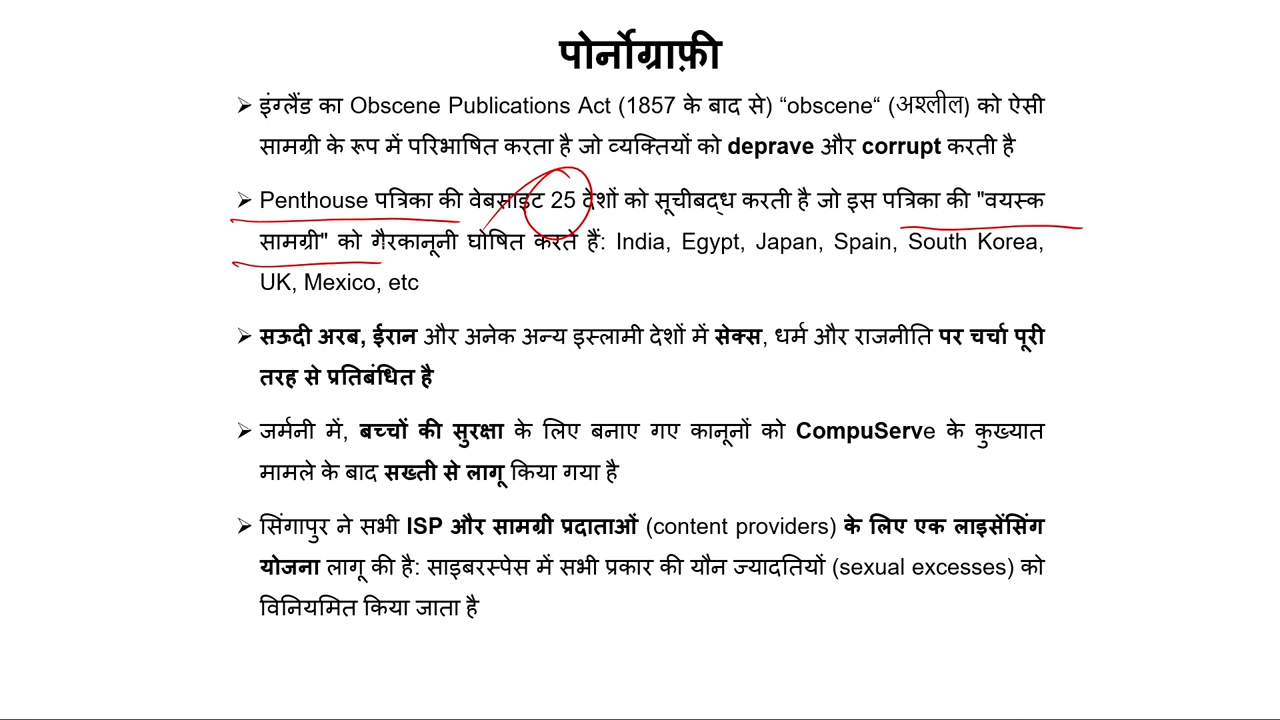 पोर्नोग्राफ़ी
➢ इंग्लैंड का Obscene Publications Act (1857 के बाद से) “obscene“ (अश्लील) को ऐसी
सामग्री के रूप में परिभाषित करता है जो व्यक्तियों को deprave और corrupt करती है
➢ Penthouse पत्रिका की वेबसाइट 25 देशों को सूचीबद्ध करती है जो इस पत्रिका की "वयस्क
सामग्री" को गैरकानूनी घोषित करते हैं: India, Egypt, Japan, Spain, South Korea,
UK, Mexico, etc
➢ सऊदी अरब, ईरान और अनेक अन्य इस्लामी देशों में सेक्स, धर्म और राजनीति पर चर्चा पूरी
तरह से प्रतिबंधित है
➢ जर्मनी में, बच्चों की सुरक्षा के लिए बनाए गए कानूनों को CompuServe के कुख्यात
मामले के बाद सख्ती से लागू किया गया है
➢ सिंगापुर ने सभी ISP और सामग्री प्रदाताओं (content providers) के लिए एक लाइसेंसिंग
योजना लागू की है: साइबरस्पेस में सभी प्रकार की यौन ज्यादतियों (sexual excesses) को
विनियमित किया जाता है